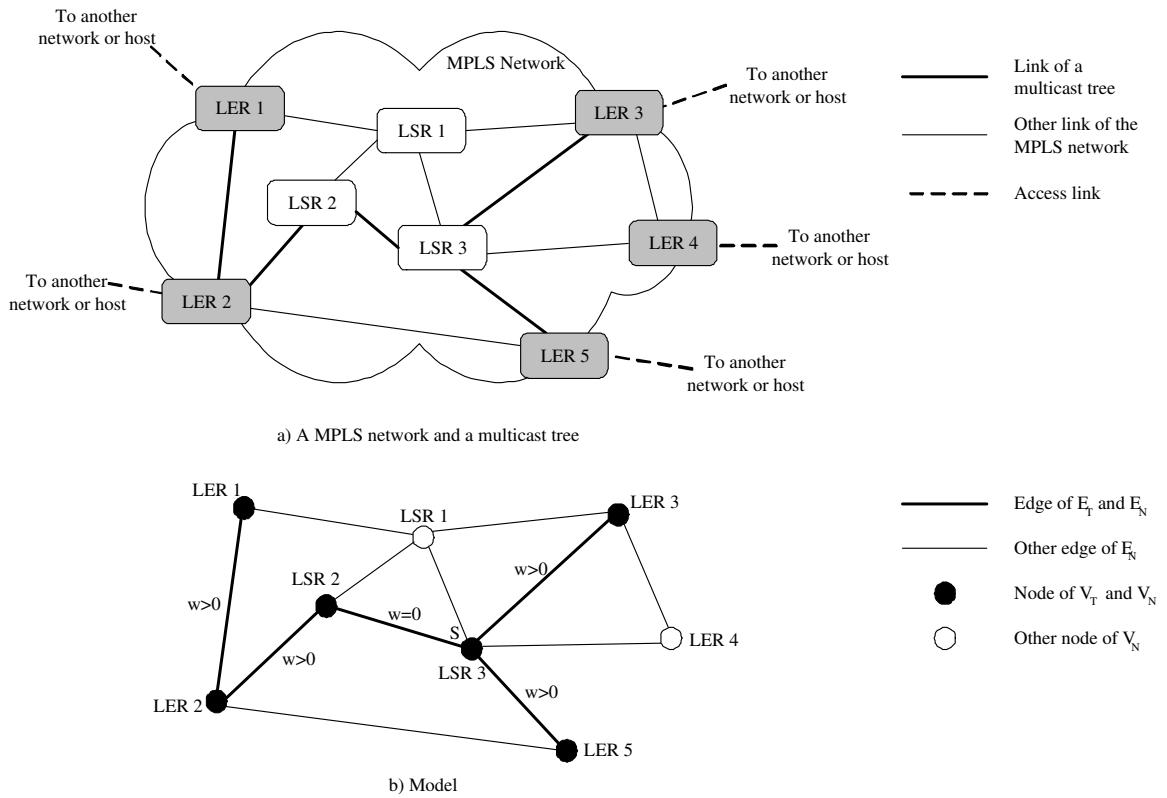 To another
network or host
MPLS Network
LER 1
LSR 1
LER 3
To another
network or host
LSR 2
LSR 3
LER 4
To another
network or host
To another
network or host
LER 2
LER 5
To another
network or host
Link of a
multicast tree
Other link of the
MPLS network
Access link
a) A MPLS network and a multicast tree
LER 1
LSR 1
LER 3
LSR 2
w>0
w=0
w>0
S
LSR 3
LER 4
w>0
w>0
LER 2
LER 5
Edge of E_T and E_N
Other edge of E_N
Node of V_T and V_N
Other node of V_N
b) Model